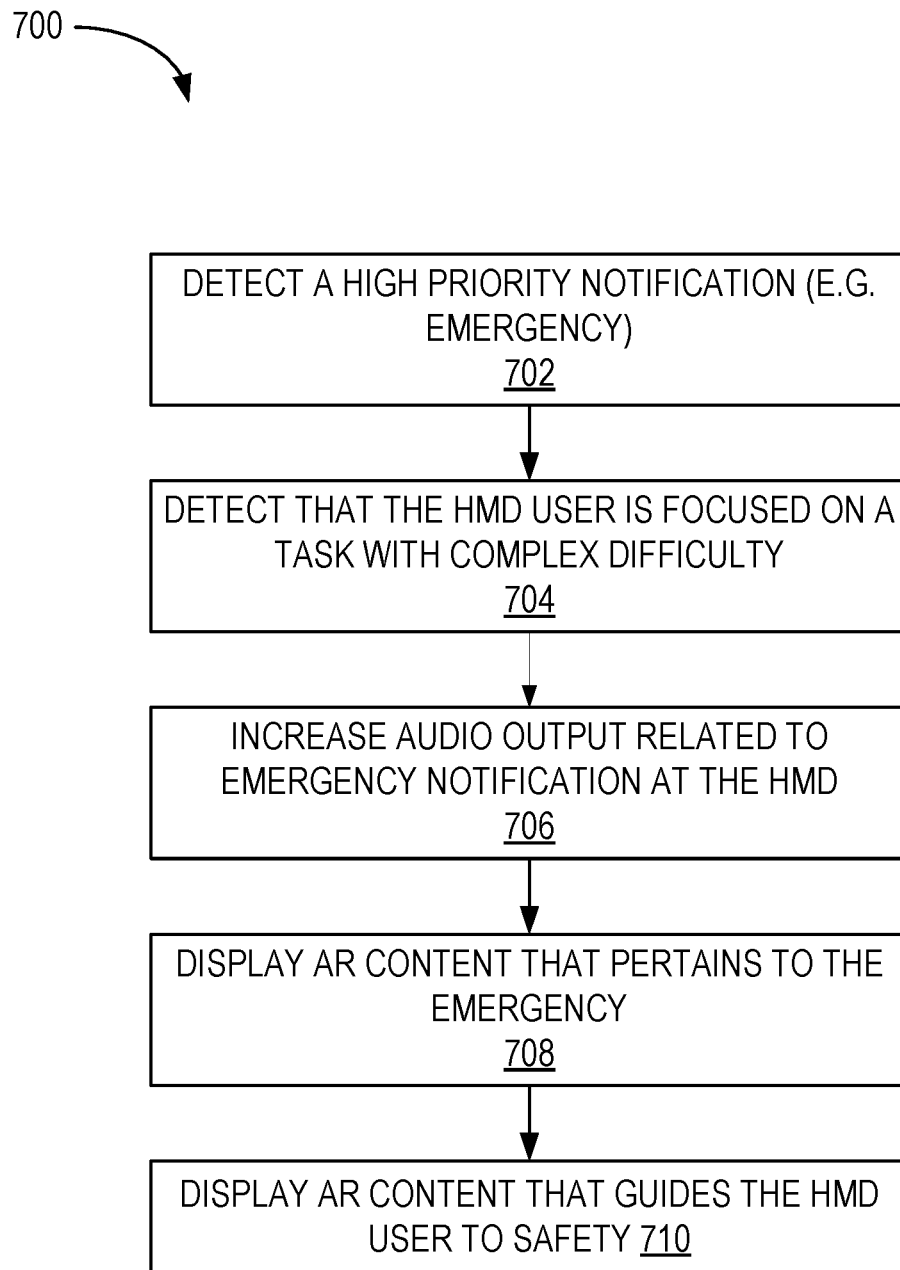 700
DETECT A HIGH PRIORITY NOTIFICATION (E.G.
EMERGENCY)
702
DETECT THAT THE HMD USER IS FOCUSED ON A
TASK WITH COMPLEX DIFFICULTY
704
INCREASE AUDIO OUTPUT RELATED TO
EMERGENCY NOTIFICATION AT THE HMD
706
DISPLAY AR CONTENT THAT PERTAINS TO THE
EMERGENCY
708
DISPLAY AR CONTENT THAT GUIDES THE HMD
USER TO SAFETY 710